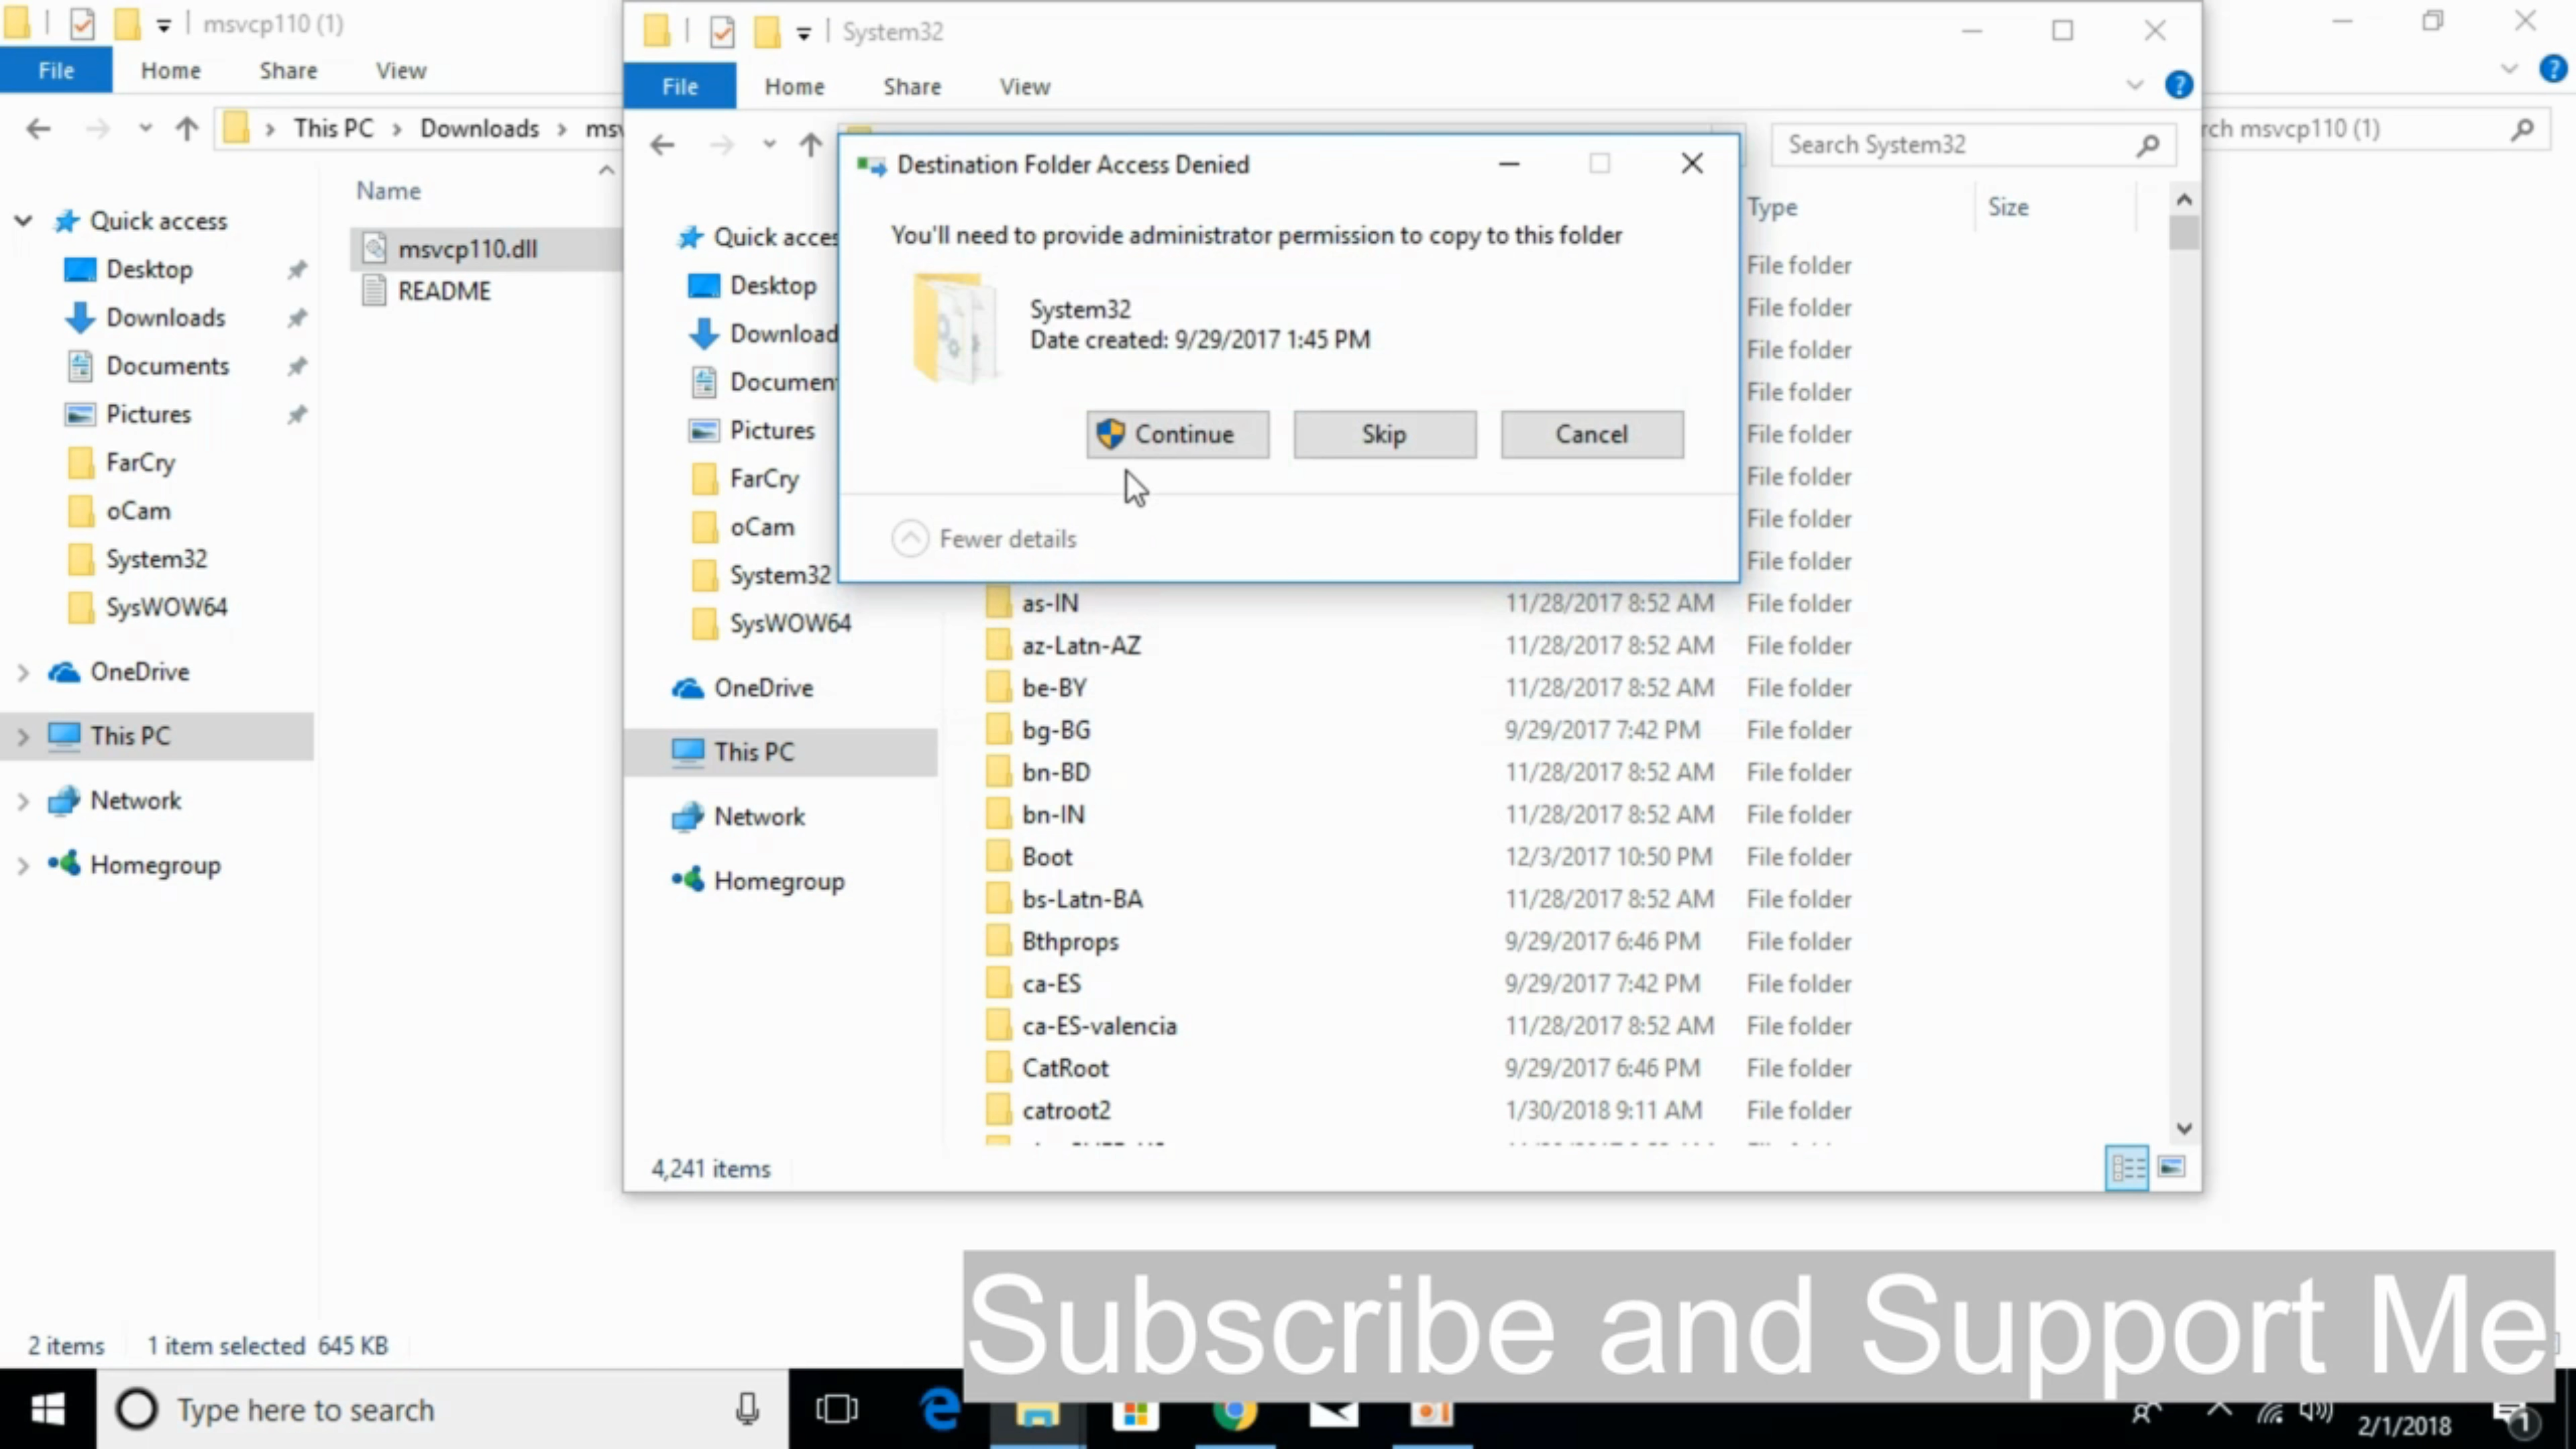 msvcp110 (1)
File Home Share View
This PC > Downloads >
Name
Quick access
Desktop
Downloads
Documents
Pictures
FarCry
oCam
System32
SysWOW64
OneDrive
This PC
Network
Homegroup
msvcp110.dll
README
2 items 1 item selected 645 KB
System32
File Home Share View
Search System32
rch msvcp110 (1)
Quick acces
Desktop
Download
Documen
Pictures
FarCry
oCam
System32
SysWOW64
OneDrive
This PC
Network
Homegroup
Destination Folder Access Denied
You'll need to provide administrator permission to copy to this folder
System32
Date created: 9/29/2017 1:45 PM
Continue Skip Cancel
Fewer details
Type Size
File folder
File folder
File folder
File folder
File folder
File folder
File folder
File folder
as-IN 11/28/2017 8:52 AM File folder
az-Latn-AZ 11/28/2017 8:52 AM File folder
be-BY 11/28/2017 8:52 AM File folder
bg-BG 9/29/2017 7:42 PM File folder
bn-BD 11/28/2017 8:52 AM File folder
bn-IN 11/28/2017 8:52 AM File folder
Boot 12/3/2017 10:50 PM File folder
bs-Latn-BA 11/28/2017 8:52 AM File folder
Bthprops 9/29/2017 6:46 PM File folder
ca-ES 9/29/2017 7:42 PM File folder
ca-ES-valencia 11/28/2017 8:52 AM File folder
CatRoot 9/29/2017 6:46 PM File folder
catroot2 1/30/2018 9:11 AM File folder
4,241 items
Subscribe and Support Me
Type here to search
2/1/2018
1